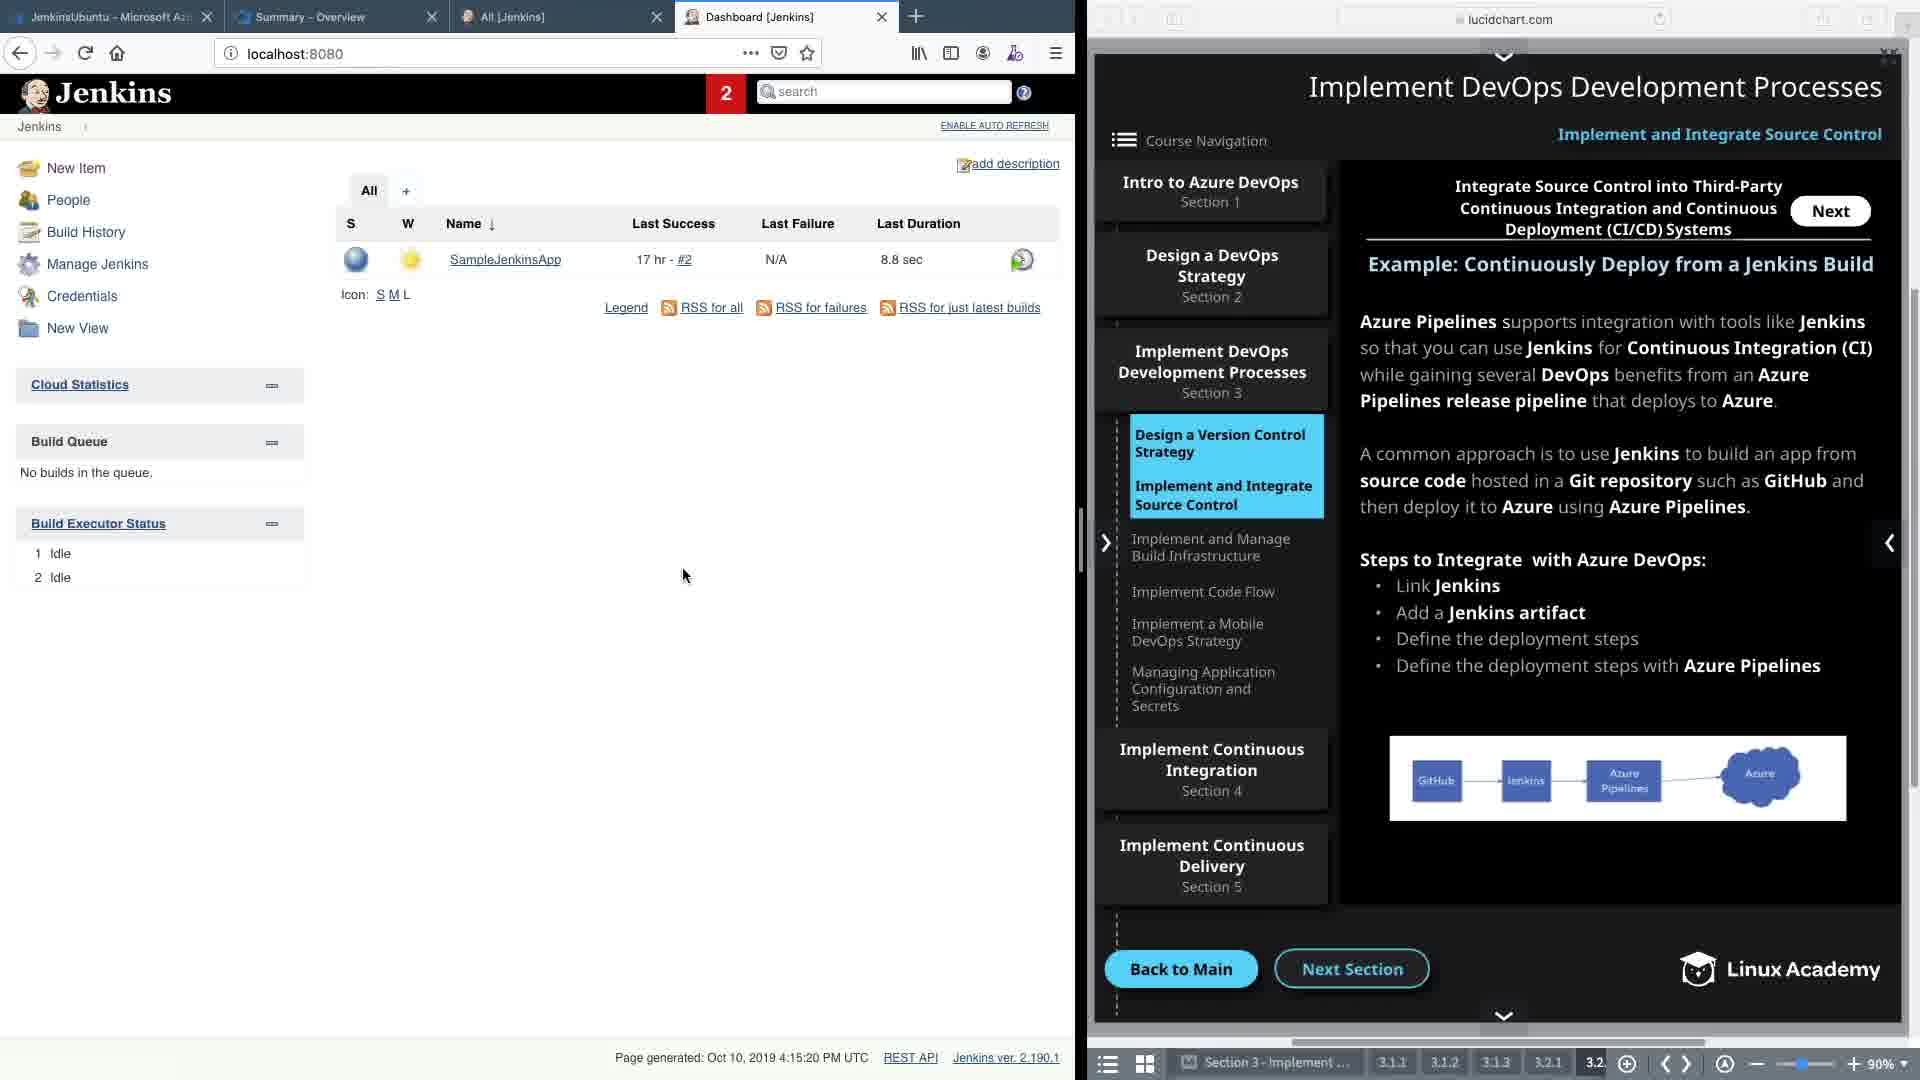 JenkinsUbuntu - Microsoft Az
Summary - Overview
All [Jenkins]
Dashboard [Jenkins]
localhost:8080
Jenkins
2
search
Jenkins
ENABLE AUTO REFRESH
New Item
People
Build History
Manage Jenkins
Credentials
New View
add description
All
+
S W Name ↓ Last Success Last Failure Last Duration
SampleJenkinsApp 17 hr - #2 N/A 8.8 sec
Icon: S M L
Legend RSS for all RSS for failures RSS for just latest builds
Cloud Statistics
Build Queue
No builds in the queue.
Build Executor Status
1 Idle
2 Idle
Page generated: Oct 10, 2019 4:15:20 PM UTC REST API Jenkins ver. 2.190.1
lucidchart.com
Implement DevOps Development Processes
Course Navigation
Implement and Integrate Source Control
Intro to Azure DevOps
Section 1
Design a DevOps
Strategy
Section 2
Implement DevOps
Development Processes
Section 3
Design a Version Control
Strategy
Implement and Integrate
Source Control
Implement and Manage
Build Infrastructure
Implement Code Flow
Implement a Mobile
DevOps Strategy
Managing Application
Configuration and
Secrets
Implement Continuous
Integration
Section 4
Implement Continuous
Delivery
Section 5
Integrate Source Control into Third-Party
Continuous Integration and Continuous
Deployment (CI/CD) Systems
Next
Example: Continuously Deploy from a Jenkins Build
Azure Pipelines supports integration with tools like Jenkins
so that you can use Jenkins for Continuous Integration (CI)
while gaining several DevOps benefits from an Azure
Pipelines release pipeline that deploys to Azure.
A common approach is to use Jenkins to build an app from
source code hosted in a Git repository such as GitHub and
then deploy it to Azure using Azure Pipelines.
Steps to Integrate with Azure DevOps:
• Link Jenkins
• Add a Jenkins artifact
• Define the deployment steps
• Define the deployment steps with Azure Pipelines
GitHub
Jenkins
Azure
Pipelines
Azure
Back to Main
Next Section
Linux Academy
Section 3 - Implement ...
3.1.1
3.1.2
3.1.3
3.2.1
3.2.
90%